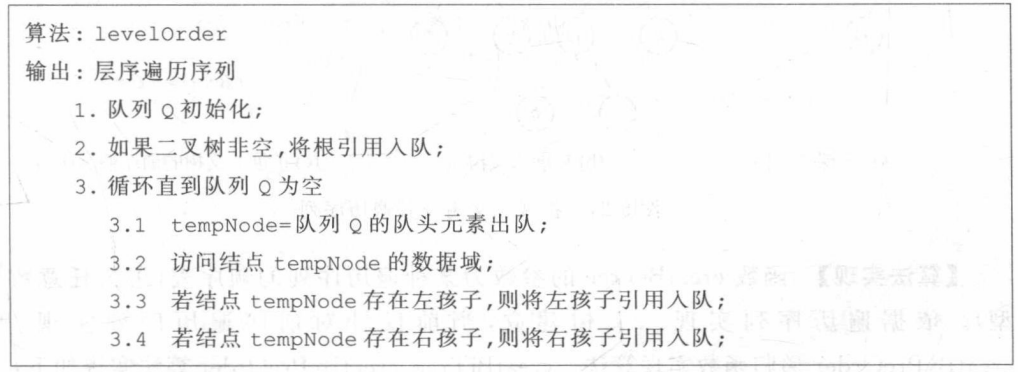 算法：levelOrder
输出：层序遍历序列
1. 队列 Q 初始化；
2. 如果二叉树非空,将根引用入队；
3. 循环直到队列 Q 为空
3.1 tempNode=队列 Q 的队头元素出队；
3.2 访问结点 tempNode 的数据域；
3.3 若结点 tempNode 存在左孩子,则将左孩子引用入队；
3.4 若结点 tempNode 存在右孩子,则将右孩子引用入队；